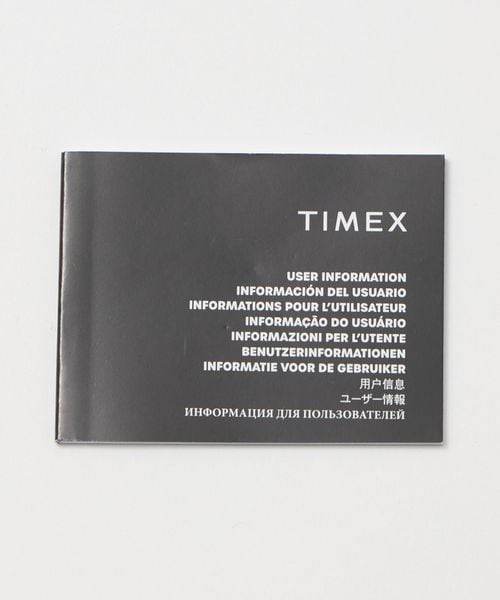 TIMEX
USER INFORMATION
INFORMACIÓN DEL USUARIO
INFORMATIONS POUR L'UTILISATEUR
INFORMAÇÃO DO USUÁRIO
INFORMAZIONI PER L'UTENTE
BENUTZERINFORMATIONEN
INFORMATIE VOOR DE GEBRUIKER
用户信息
ユーザー情報
ИНФОРМАЦИЯ ДЛЯ ПОЛЬЗОВАТЕЛЕЙ